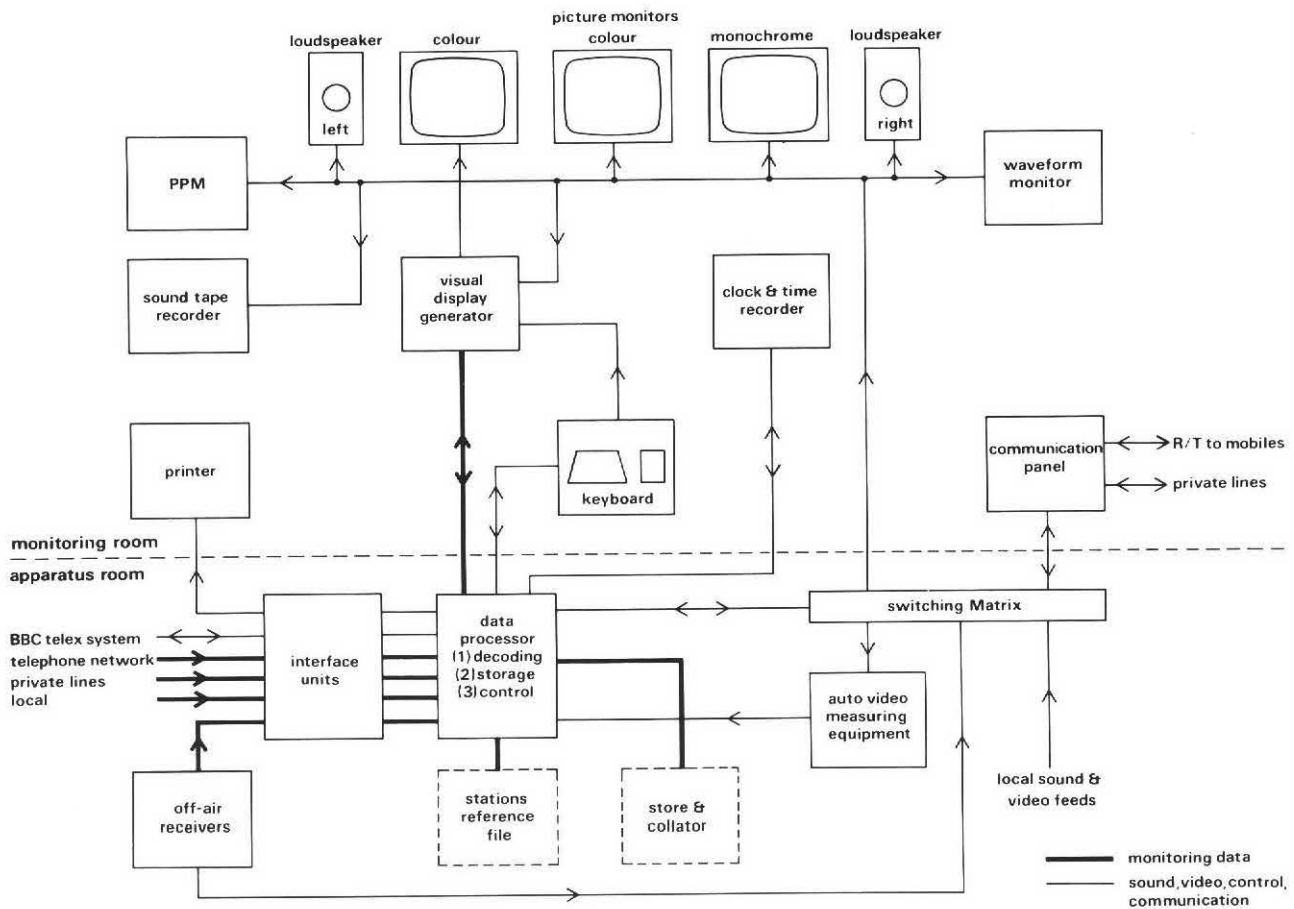 picture monitors
loudspeaker
colour
colour
monochrome
loudspeaker
left
right
PPM
waveform
monitor
sound tape
recorder
visual
display
generator
clock & time
recorder
printer
keyboard
communication
panel
R/T to mobiles
private lines
monitoring room
apparatus room
BBC telex system
telephone network
private lines
local
interface
units
data
processor
(1) decoding
(2) storage
(3) control
switching Matrix
auto video
measuring
equipment
off-air
receivers
stations
reference
file
store &
collator
local sound &
video feeds
monitoring data
sound, video, control,
communication